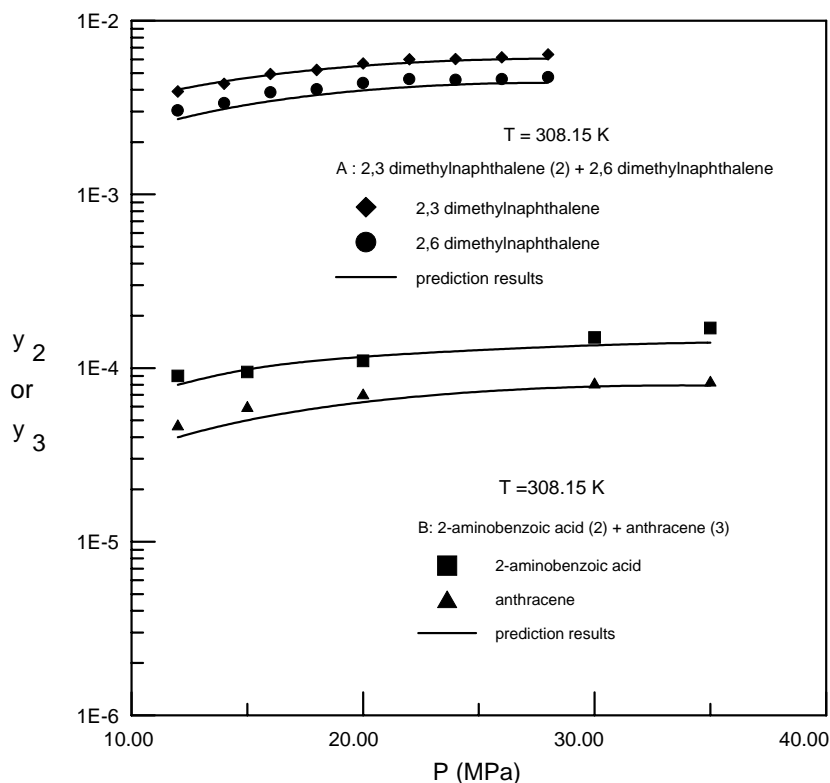 1E-2
T = 308.15 K
A : 2,3 dimethylnaphthalene (2) + 2,6 dimethylnaphthalene
2,3 dimethylnaphthalene
2,6 dimethylnaphthalene
prediction results
1E-3
y 2
or
y 3
1E-4
T =308.15 K
B: 2-aminobenzoic acid (2) + anthracene (3)
2-aminobenzoic acid
anthracene
prediction results
1E-5
1E-6
10.00 20.00 30.00 40.00
P (MPa)